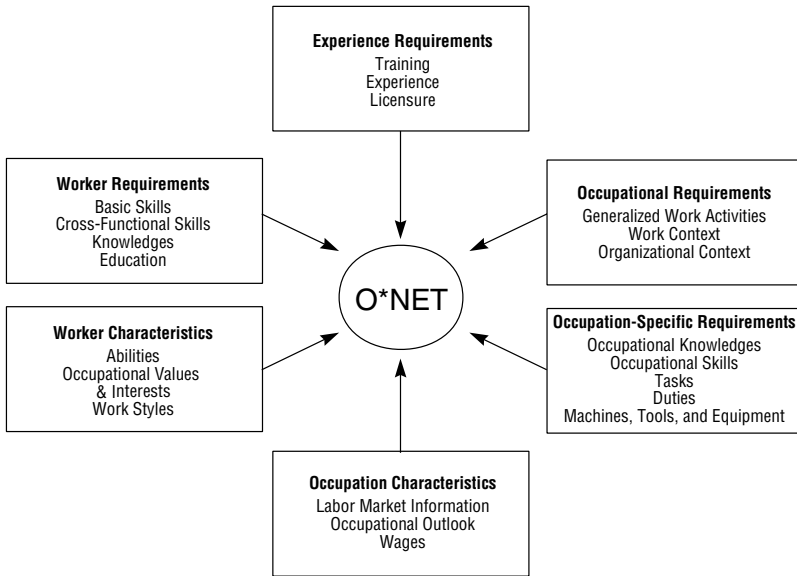 Experience Requirements
Training
Experience
Licensure
Worker Requirements
Basic Skills
Cross-Functional Skills
Knowledges
Education
Occupational Requirements
Generalized Work Activities
Work Context
Organizational Context
O*NET
Worker Characteristics
Abilities
Occupational Values
& Interests
Work Styles
Occupation-Specific Requirements
Occupational Knowledges
Occupational Skills
Tasks
Duties
Machines, Tools, and Equipment
Occupation Characteristics
Labor Market Information
Occupational Outlook
Wages